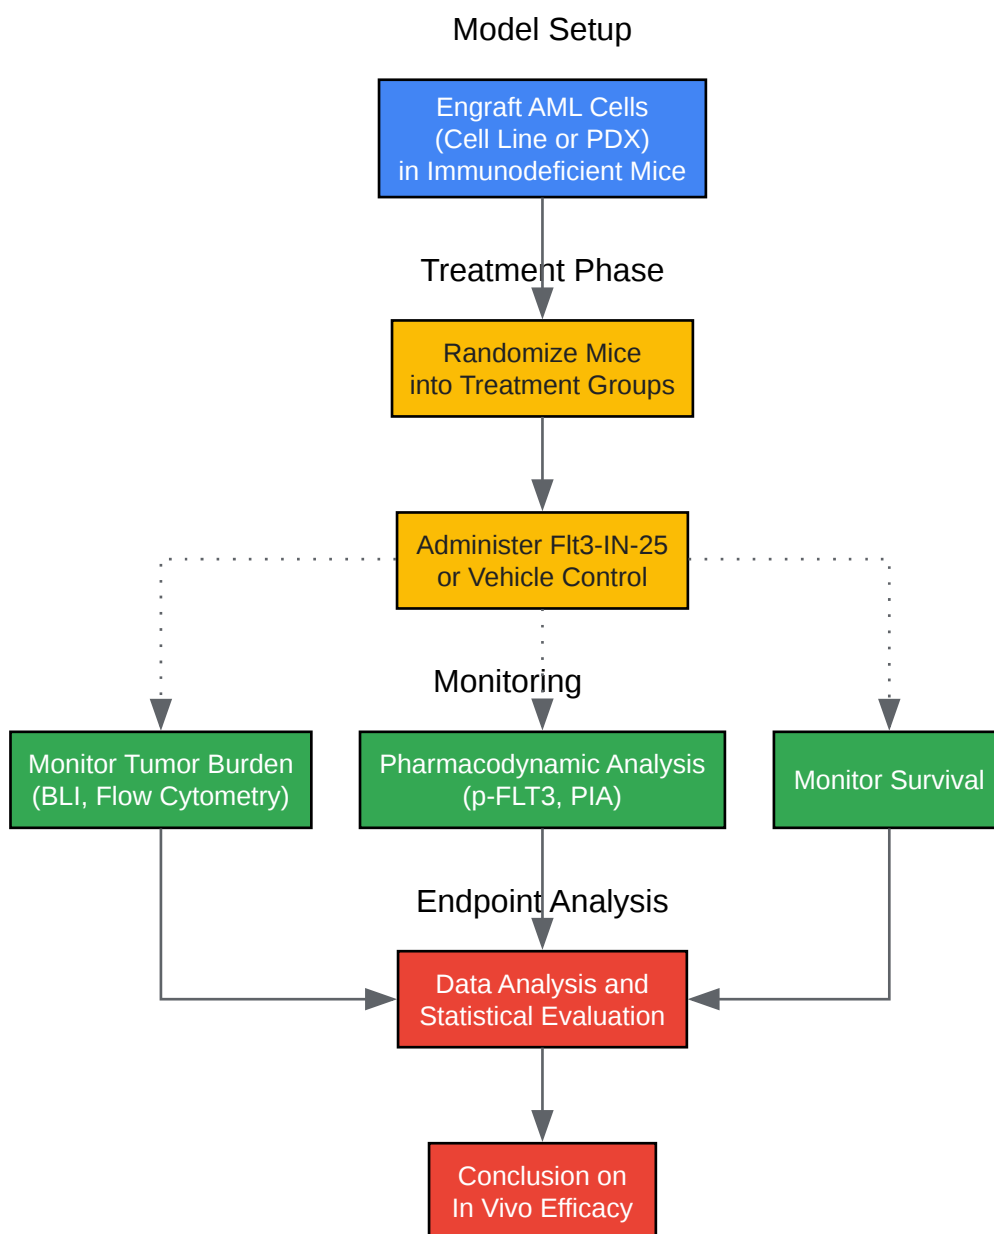 Model Setup
Engraft AML Cells
(Cell Line or PDX)
in Immunodeficient Mice
Treatment Phase
Randomize Mice
into Treatment Groups
Administer Flt3-IN-25
or Vehicle Control
Monitoring
Monitor Tumor Burden
(BLI, Flow Cytometry)
Pharmacodynamic Analysis
(p-FLT3, PIA)
Monitor Survival
Endpoint Analysis
Data Analysis and
Statistical Evaluation
Conclusion on
In Vivo Efficacy